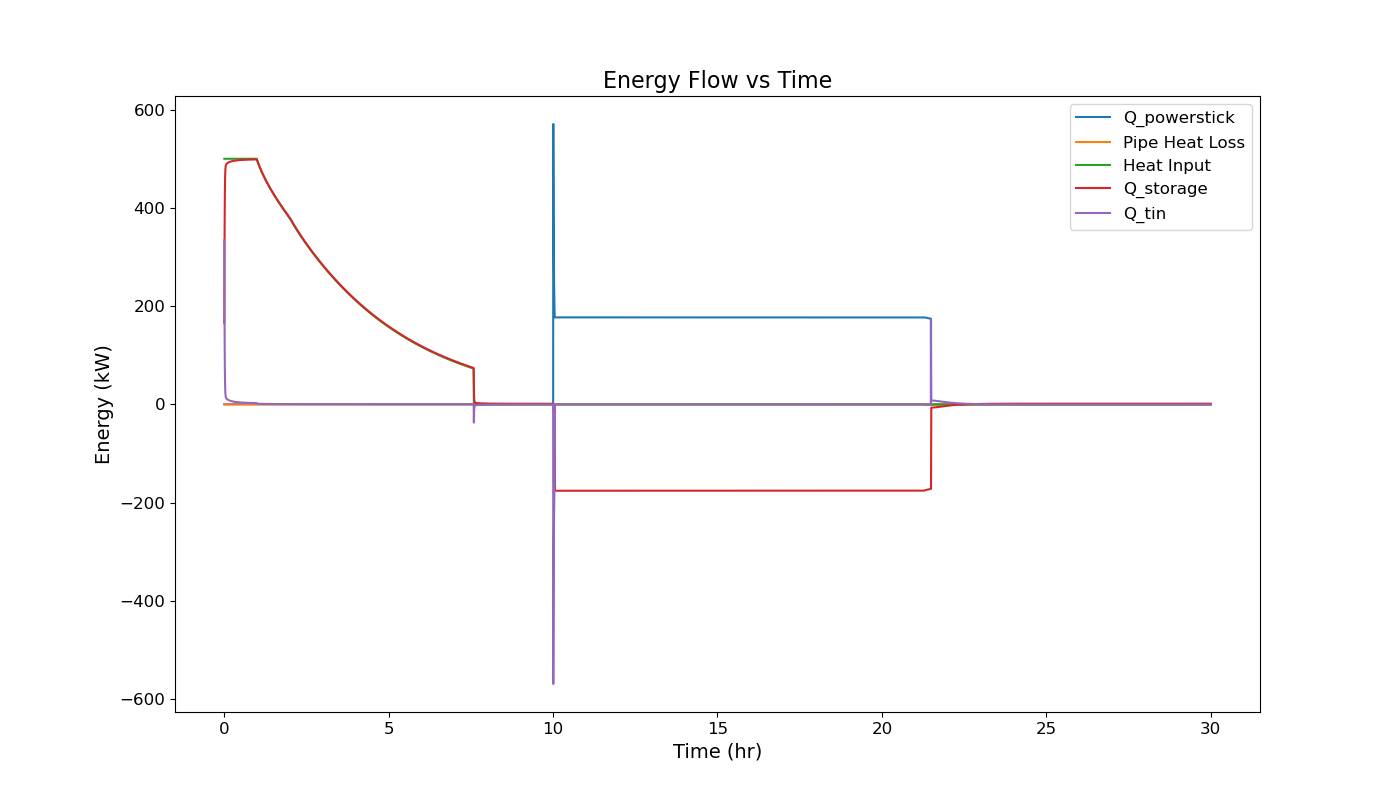 Energy Flow vs Time
Energy (kW)
600
400
200
0
−200
−400
−600
Q_powerstick
Pipe Heat Loss
Heat Input
Q_storage
Q_tin
0 5 10 15 20 25 30
Time (hr)